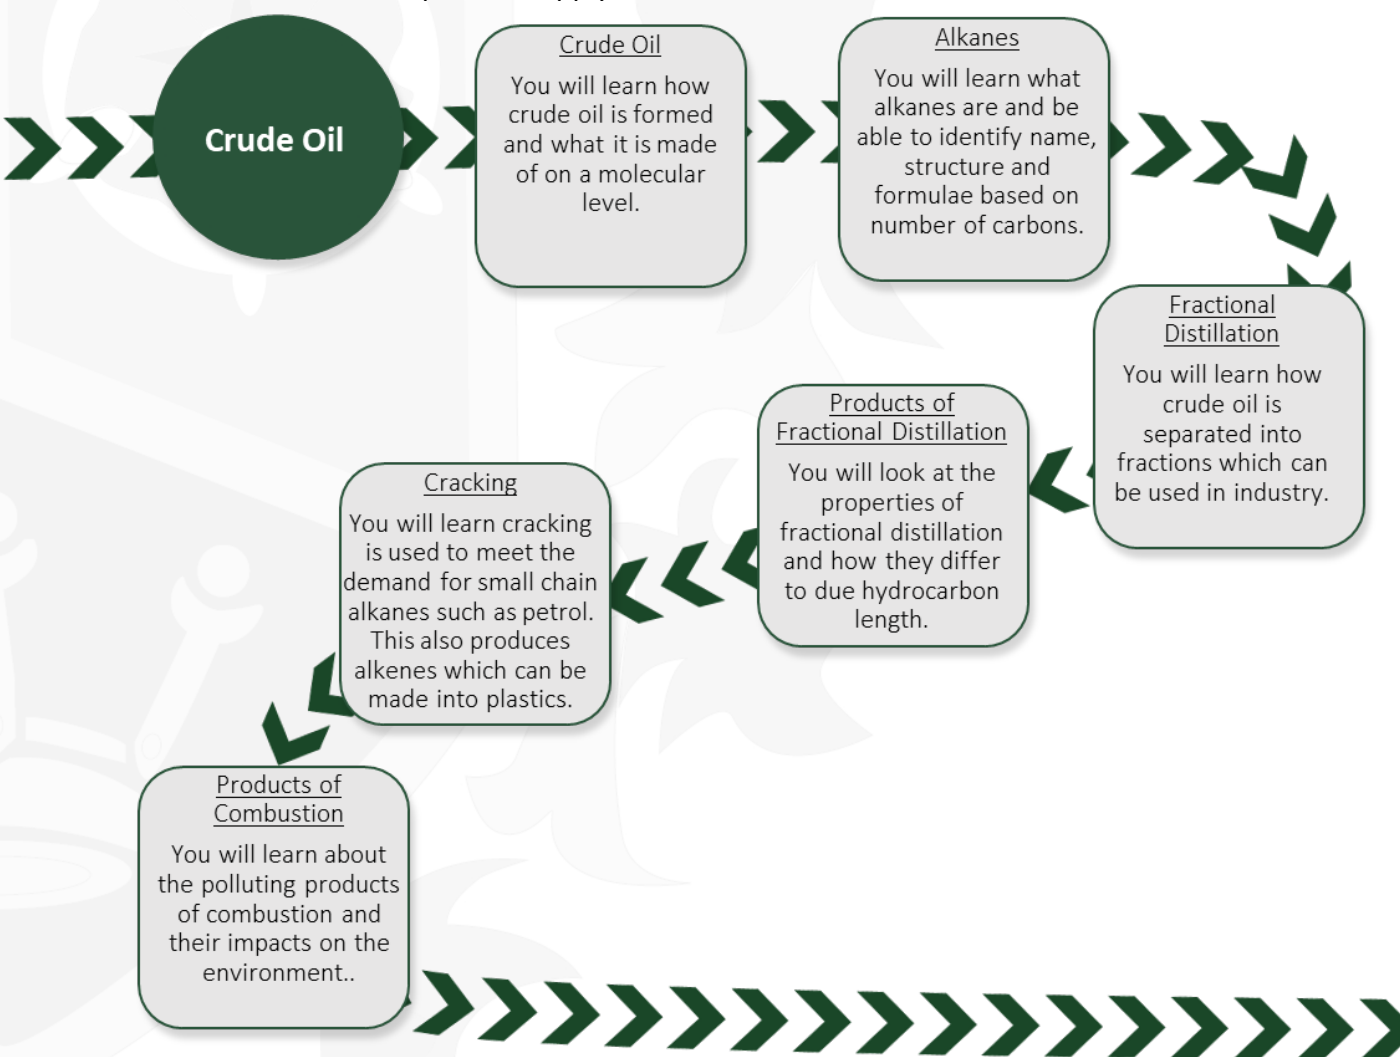 Crude Oil
Crude Oil
You will learn how
crude oil is formed
and what it is made
of on a molecular
level.
Alkanes
You will learn what
alkanes are and be
able to identify name,
structure and
formulae based on
number of carbons.
Fractional
Distillation
You will learn how
crude oil is
separated into
fractions which can
be used in industry.
Products of
Fractional Distillation
You will look at the
properties of
fractional distillation
and how they differ
to due hydrocarbon
length.
Cracking
You will learn cracking
is used to meet the
demand for small chain
alkanes such as petrol.
This also produces
alkenes which can be
made into plastics.
Products of
Combustion
You will learn about
the polluting products
of combustion and
their impacts on the
environment..